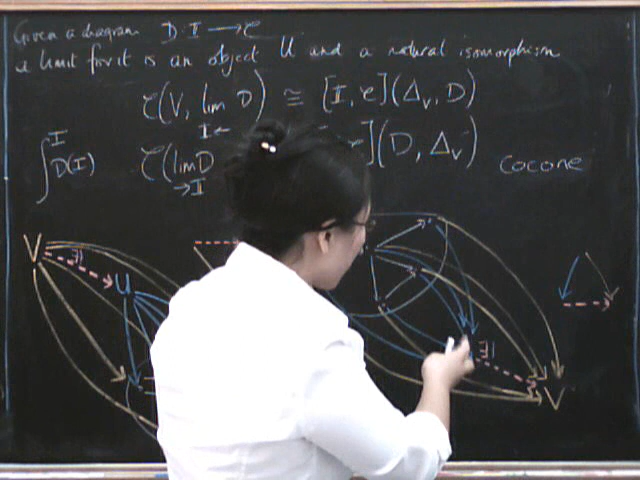 Given a diagram D: I → C
a limit for it is an object U and a natural isomorphism
C(V, lim D) ≅ [I, C](Δ_V, D)
I←
∫^I D(I) C(lim D ](D, Δ_V) cocone
→I
V ∃! U
∃! V